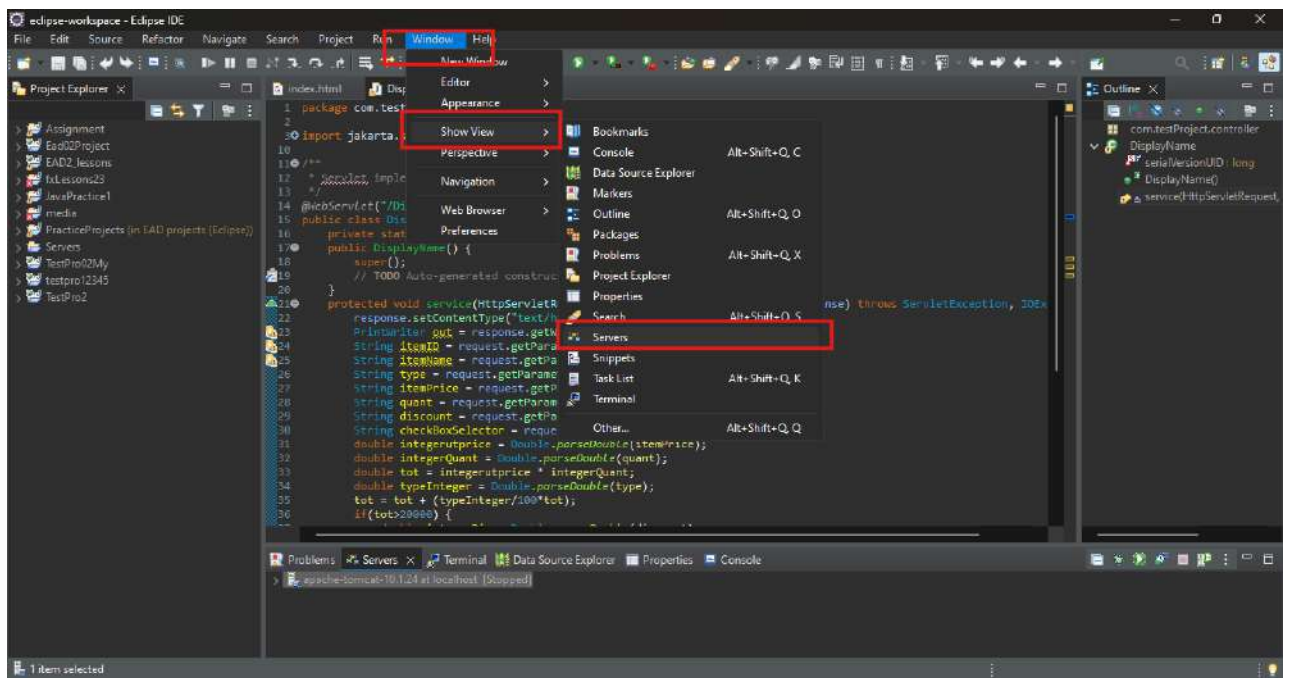 eclipse-workspace - Eclipse IDE
File Edit Source Refactor Navigate Search Project Run Window Help
Project Explorer
Assignment
Ead02Project
EAD2_lessons
fxLessons23
JavaPractice1
media
PracticeProjects (in EAD projects (Eclipse))
Servers
TestPro02My
testpro12345
TestPro2
index.html
New Window
Editor
Appearance
Show View
Perspective
Navigation
Web Browser
Preferences
Bookmarks
Console Alt+Shift+Q, C
Data Source Explorer
Markers
Outline Alt+Shift+Q, O
Packages
Problems Alt+Shift+Q, X
Project Explorer
Properties
Search Alt+Shift+Q, S
Servers
Snippets
Task List Alt+Shift+Q, K
Terminal
Other... Alt+Shift+Q, Q
1 package com.test
2
3 import jakarta.
10
11 /**
12 * Servlet imple
13 */
14 @WebServlet("/Di
15 public class Dis
16 private stat
17 public DisplayName() {
18 super();
19 // TODO Auto-generated construc
20 }
21 protected void service(HttpServletR nse) throws ServletException, IOEx
22 response.setContentType("text/h
23 PrintWriter out = response.getW
24 String itemID = request.getPara
25 String itemName = request.getPa
26 String type = request.getParame
27 String itemPrice = request.getP
28 String quant = request.getParam
29 String discount = request.getPa
30 String checkBoxSelector = reque
31 double integerutprice = Double.parseDouble(itemPrice);
32 double integerQuant = Double.parseDouble(quant);
33 double tot = integerutprice * integerQuant;
34 double typeInteger = Double.parseDouble(type);
35 tot = tot + (typeInteger/100*tot);
36 if(tot>20000) {
Outline
com.testProject.controller
DisplayName
serialVersionUID : long
DisplayName()
service(HttpServletRequest,
Problems Servers Terminal Data Source Explorer Properties Console
apache-tomcat-10.1.24 at localhost [Stopped]
1 item selected